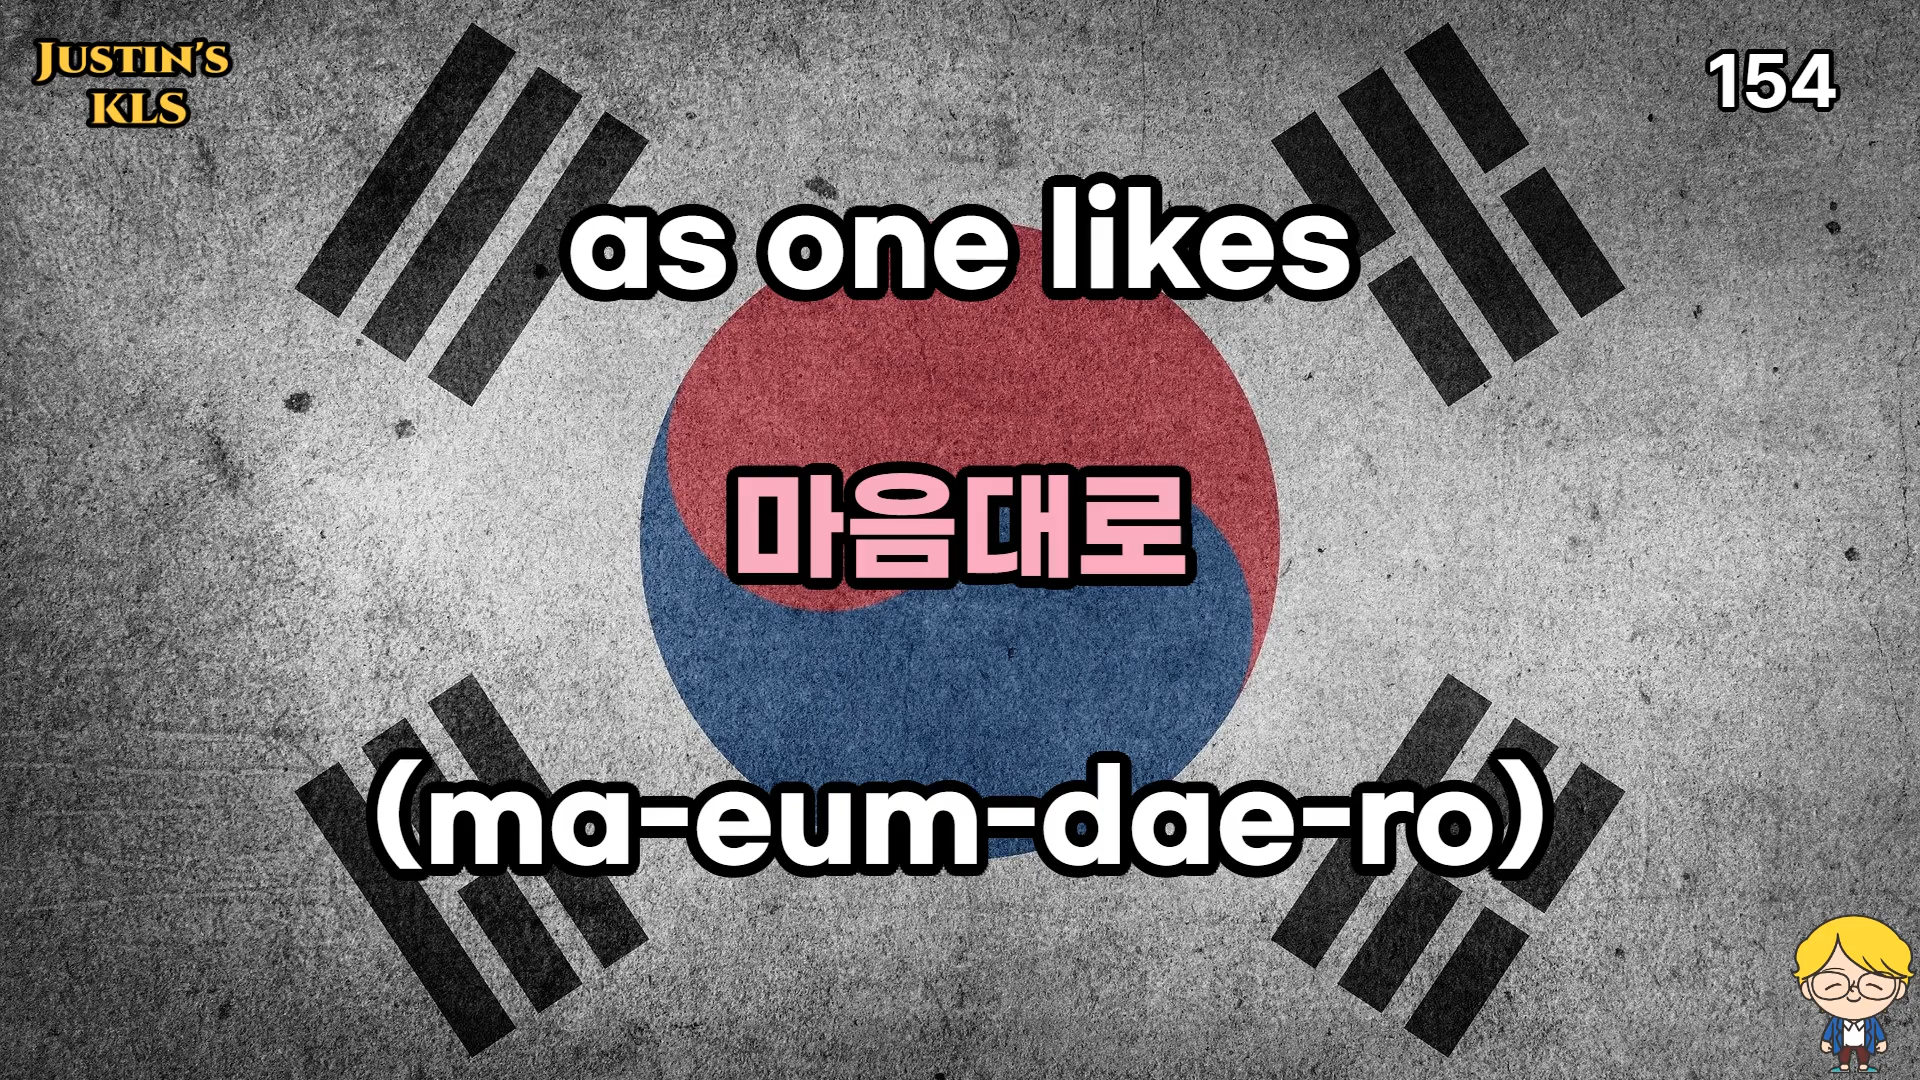 JUSTIN'S
KLS
154
as one likes
마음대로
(ma-eum-dae-ro)